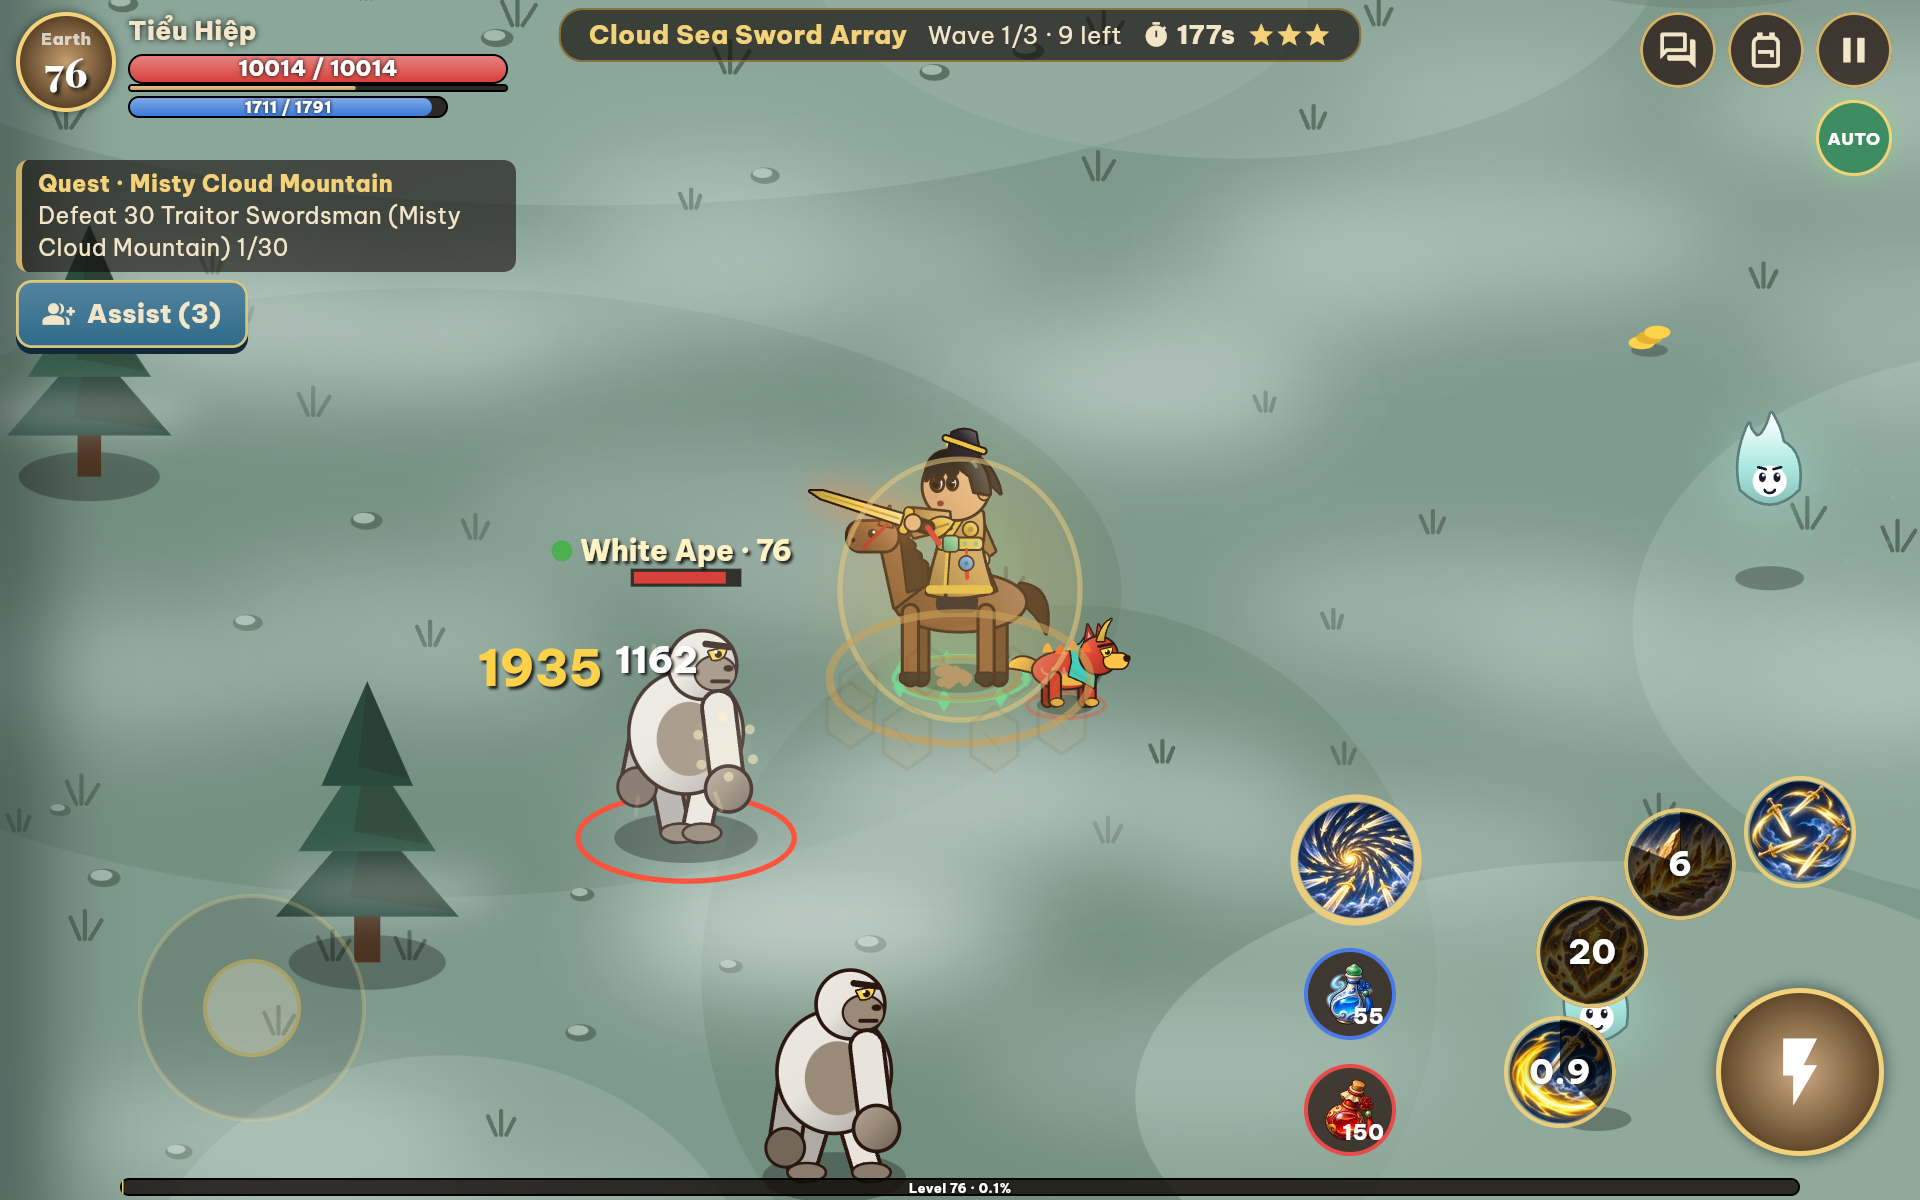 Earth
76
Tiểu Hiệp
10014 / 10014
1711 / 1791
Cloud Sea Sword Array Wave 1/3 · 9 left 177s
AUTO
Quest · Misty Cloud Mountain
Defeat 30 Traitor Swordsman (Misty
Cloud Mountain) 1/30
Assist (3)
White Ape · 76
1935
1162
6
20
0.9
55
150
Level 76 · 0.1%